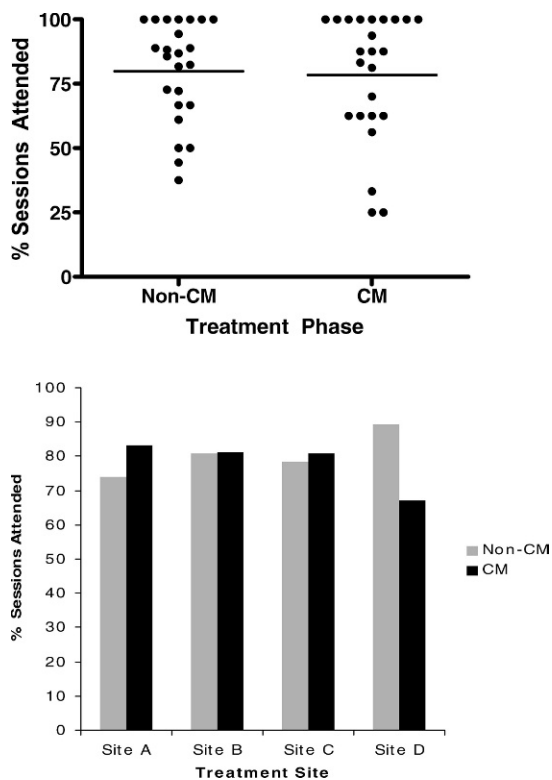 100
75
50
25
0
% Sessions Attended
Non-CM CM
Treatment Phase
100
90
80
70
60
50
40
30
20
10
0
% Sessions Attended
Non-CM
CM
Site A Site B Site C Site D
Treatment Site